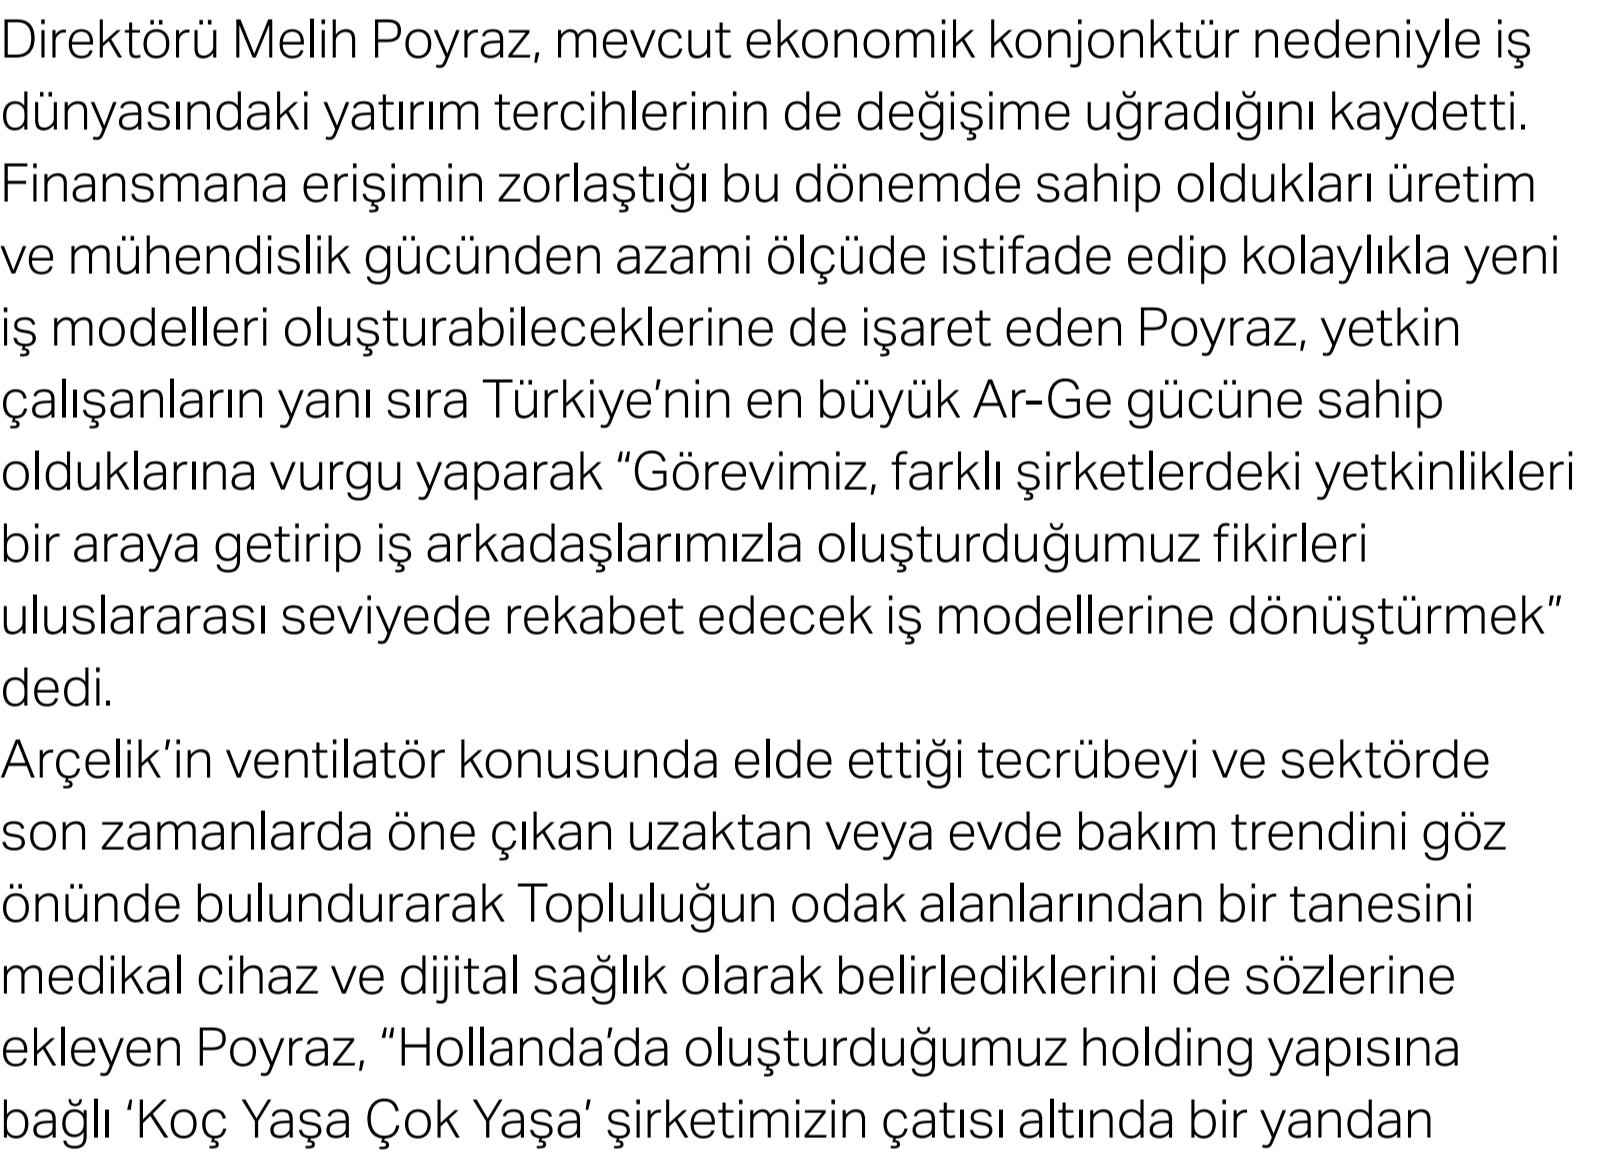 Direktörü Melih Poyraz, mevcut ekonomik konjonktür nedeniyle iş
dünyasındaki yatırım tercihlerinin de değişime uğradığını kaydetti.
Finansmana erişimin zorlaştığı bu dönemde sahip oldukları üretim
ve mühendislik gücünden azami ölçüde istifade edip kolaylıkla yeni
iş modelleri oluşturabileceklerine de işaret eden Poyraz, yetkin
çalışanların yanı sıra Türkiye’nin en büyük Ar-Ge gücüne sahip
olduklarına vurgu yaparak “Görevimiz, farklı şirketlerdeki yetkinlikleri
bir araya getirip iş arkadaşlarımızla oluşturduğumuz fikirleri
uluslararası seviyede rekabet edecek iş modellerine dönüştürmek”
dedi.
Arçelik’in ventilatör konusunda elde ettiği tecrübeyi ve sektörde
son zamanlarda öne çıkan uzaktan veya evde bakım trendini göz
önünde bulundurarak Topluluğun odak alanlarından bir tanesini
medikal cihaz ve dijital sağlık olarak belirlediklerini de sözlerine
ekleyen Poyraz, “Hollanda’da oluşturduğumuz holding yapısına
bağlı ‘Koç Yaşa Çok Yaşa’ şirketimizin çatısı altında bir yandan